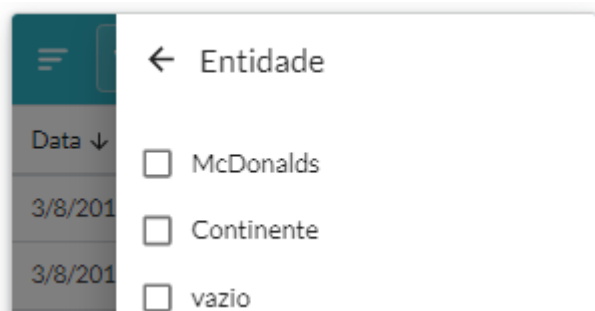 Entidade
Data
McDonalds
3/8/201
Continente
3/8/201
vazio